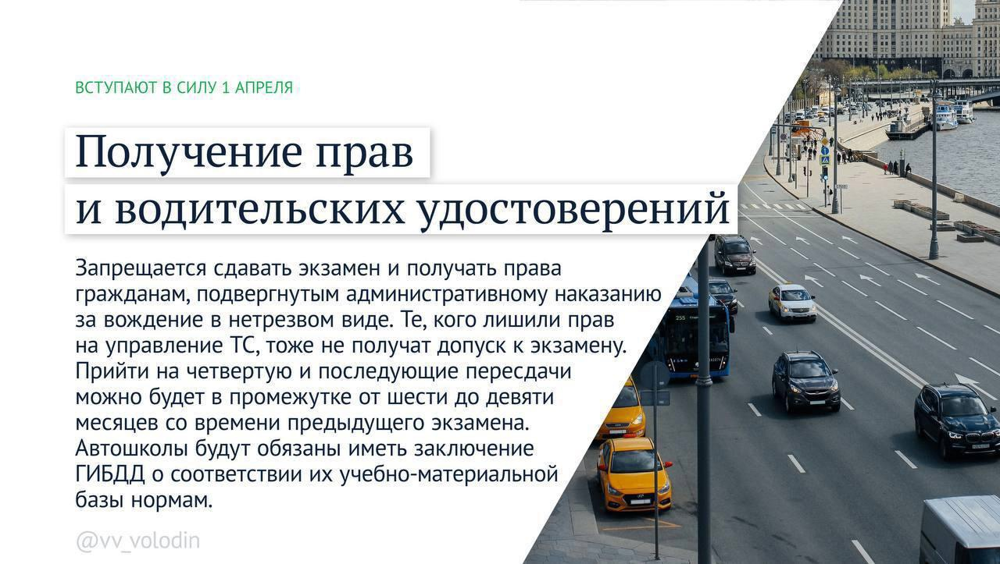 ВСТУПАЮТ В СИЛУ 1 АПРЕЛЯ
Получение прав
и водительских удостоверений
Запрещается сдавать экзамен и получать права
гражданам, подвергнутым административному наказанию
за вождение в нетрезвом виде. Те, кого лишили прав
на управление ТС, тоже не получат допуск к экзамену.
Прийти на четвертую и последующие пересдачи
можно будет в промежутке от шести до девяти
месяцев со времени предыдущего экзамена.
Автошколы будут обязаны иметь заключение
ГИБДД о соответствии их учебно-материальной
базы нормам.
@vv_volodin
255